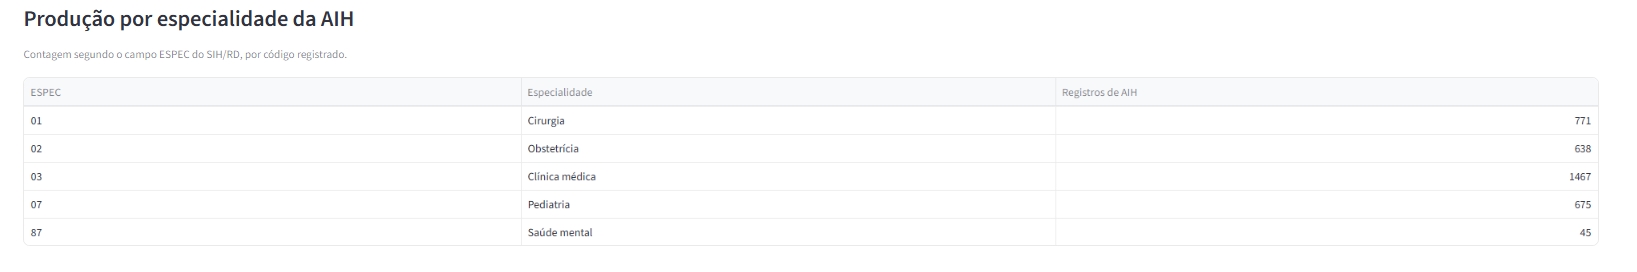 Produção por especialidade da AIH
Contagem segundo o campo ESPEC do SIH/RD, por código registrado.
ESPEC Especialidade Registros de AIH
01 Cirurgia 771
02 Obstetrícia 638
03 Clínica médica 1467
07 Pediatria 675
87 Saúde mental 45